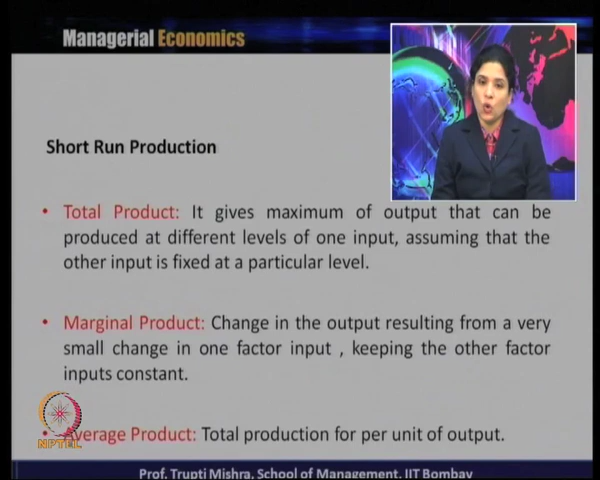 Managerial Economics
Short Run Production
• Total Product: It gives maximum of output that can be
produced at different levels of one input, assuming that the
other input is fixed at a particular level.
• Marginal Product: Change in the output resulting from a very
small change in one factor input , keeping the other factor
inputs constant.
• Average Product: Total production for per unit of output.
NPTEL
Prof. Trupti Mishra, School of Management, IIT Bombay